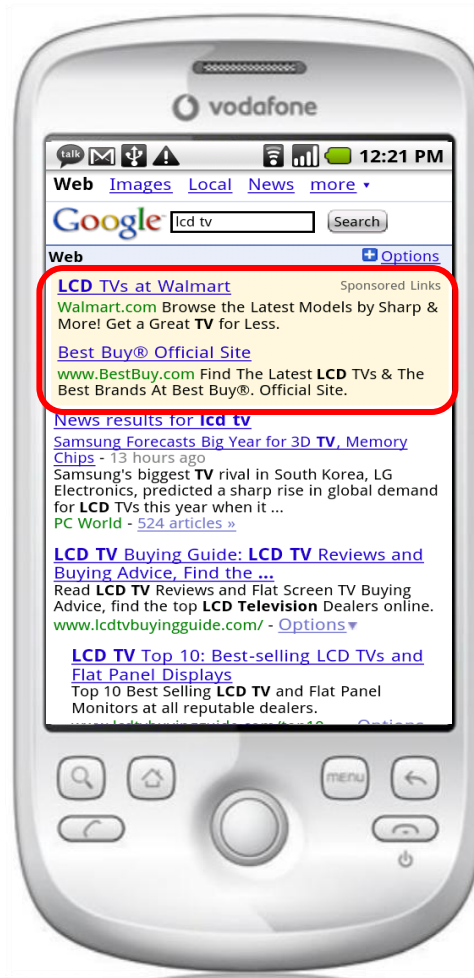 vodafone
talk
12:21 PM
Web Images Local News more ▾
Google lcd tv Search
Web Options
LCD TVs at Walmart Sponsored Links
Walmart.com Browse the Latest Models by Sharp &
More! Get a Great TV for Less.
Best Buy® Official Site
www.BestBuy.com Find The Latest LCD TVs & The
Best Brands At Best Buy®. Official Site.
News results for lcd tv
Samsung Forecasts Big Year for 3D TV, Memory
Chips - 13 hours ago
Samsung's biggest TV rival in South Korea, LG
Electronics, predicted a sharp rise in global demand
for LCD TVs this year when it ...
PC World - 524 articles »
LCD TV Buying Guide: LCD TV Reviews and
Buying Advice, Find the ...
Read LCD TV Reviews and Flat Screen TV Buying
Advice, find the top LCD Television Dealers online.
www.lcdtvbuyingguide.com/ - Options▾
LCD TV Top 10: Best-selling LCD TVs and
Flat Panel Displays
Top 10 Best Selling LCD TV and Flat Panel
Monitors at all reputable dealers.
MENU